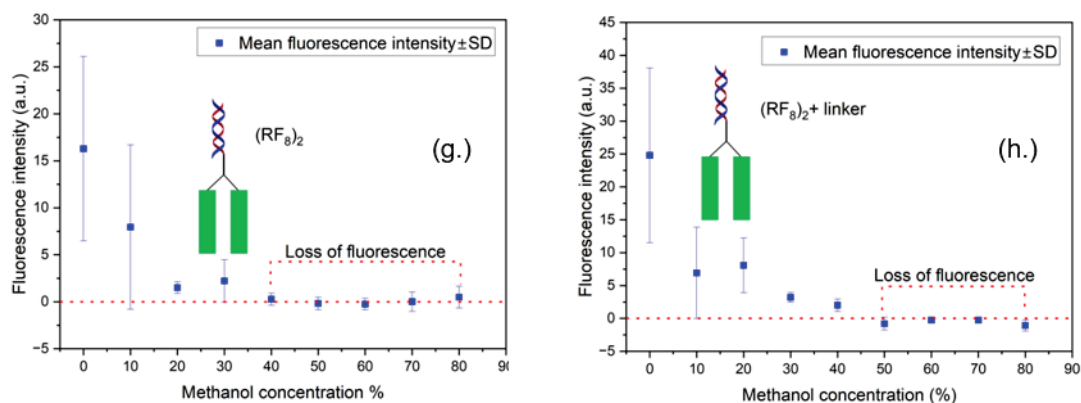 30
25
20
15
10
5
0
−5
Fluorescence intensity (a.u.)
Mean fluorescence intensity±SD
(RF₈)₂
(g.)
Loss of fluorescence
0 10 20 30 40 50 60 70 80 90
Methanol concentration %
45
40
35
30
25
20
15
10
5
0
−5
Fluorescence intensity (a.u.)
Mean fluorescence intensity±SD
(RF₈)₂+ linker
(h.)
Loss of fluorescence
0 10 20 30 40 50 60 70 80 90
Methanol concentration (%)